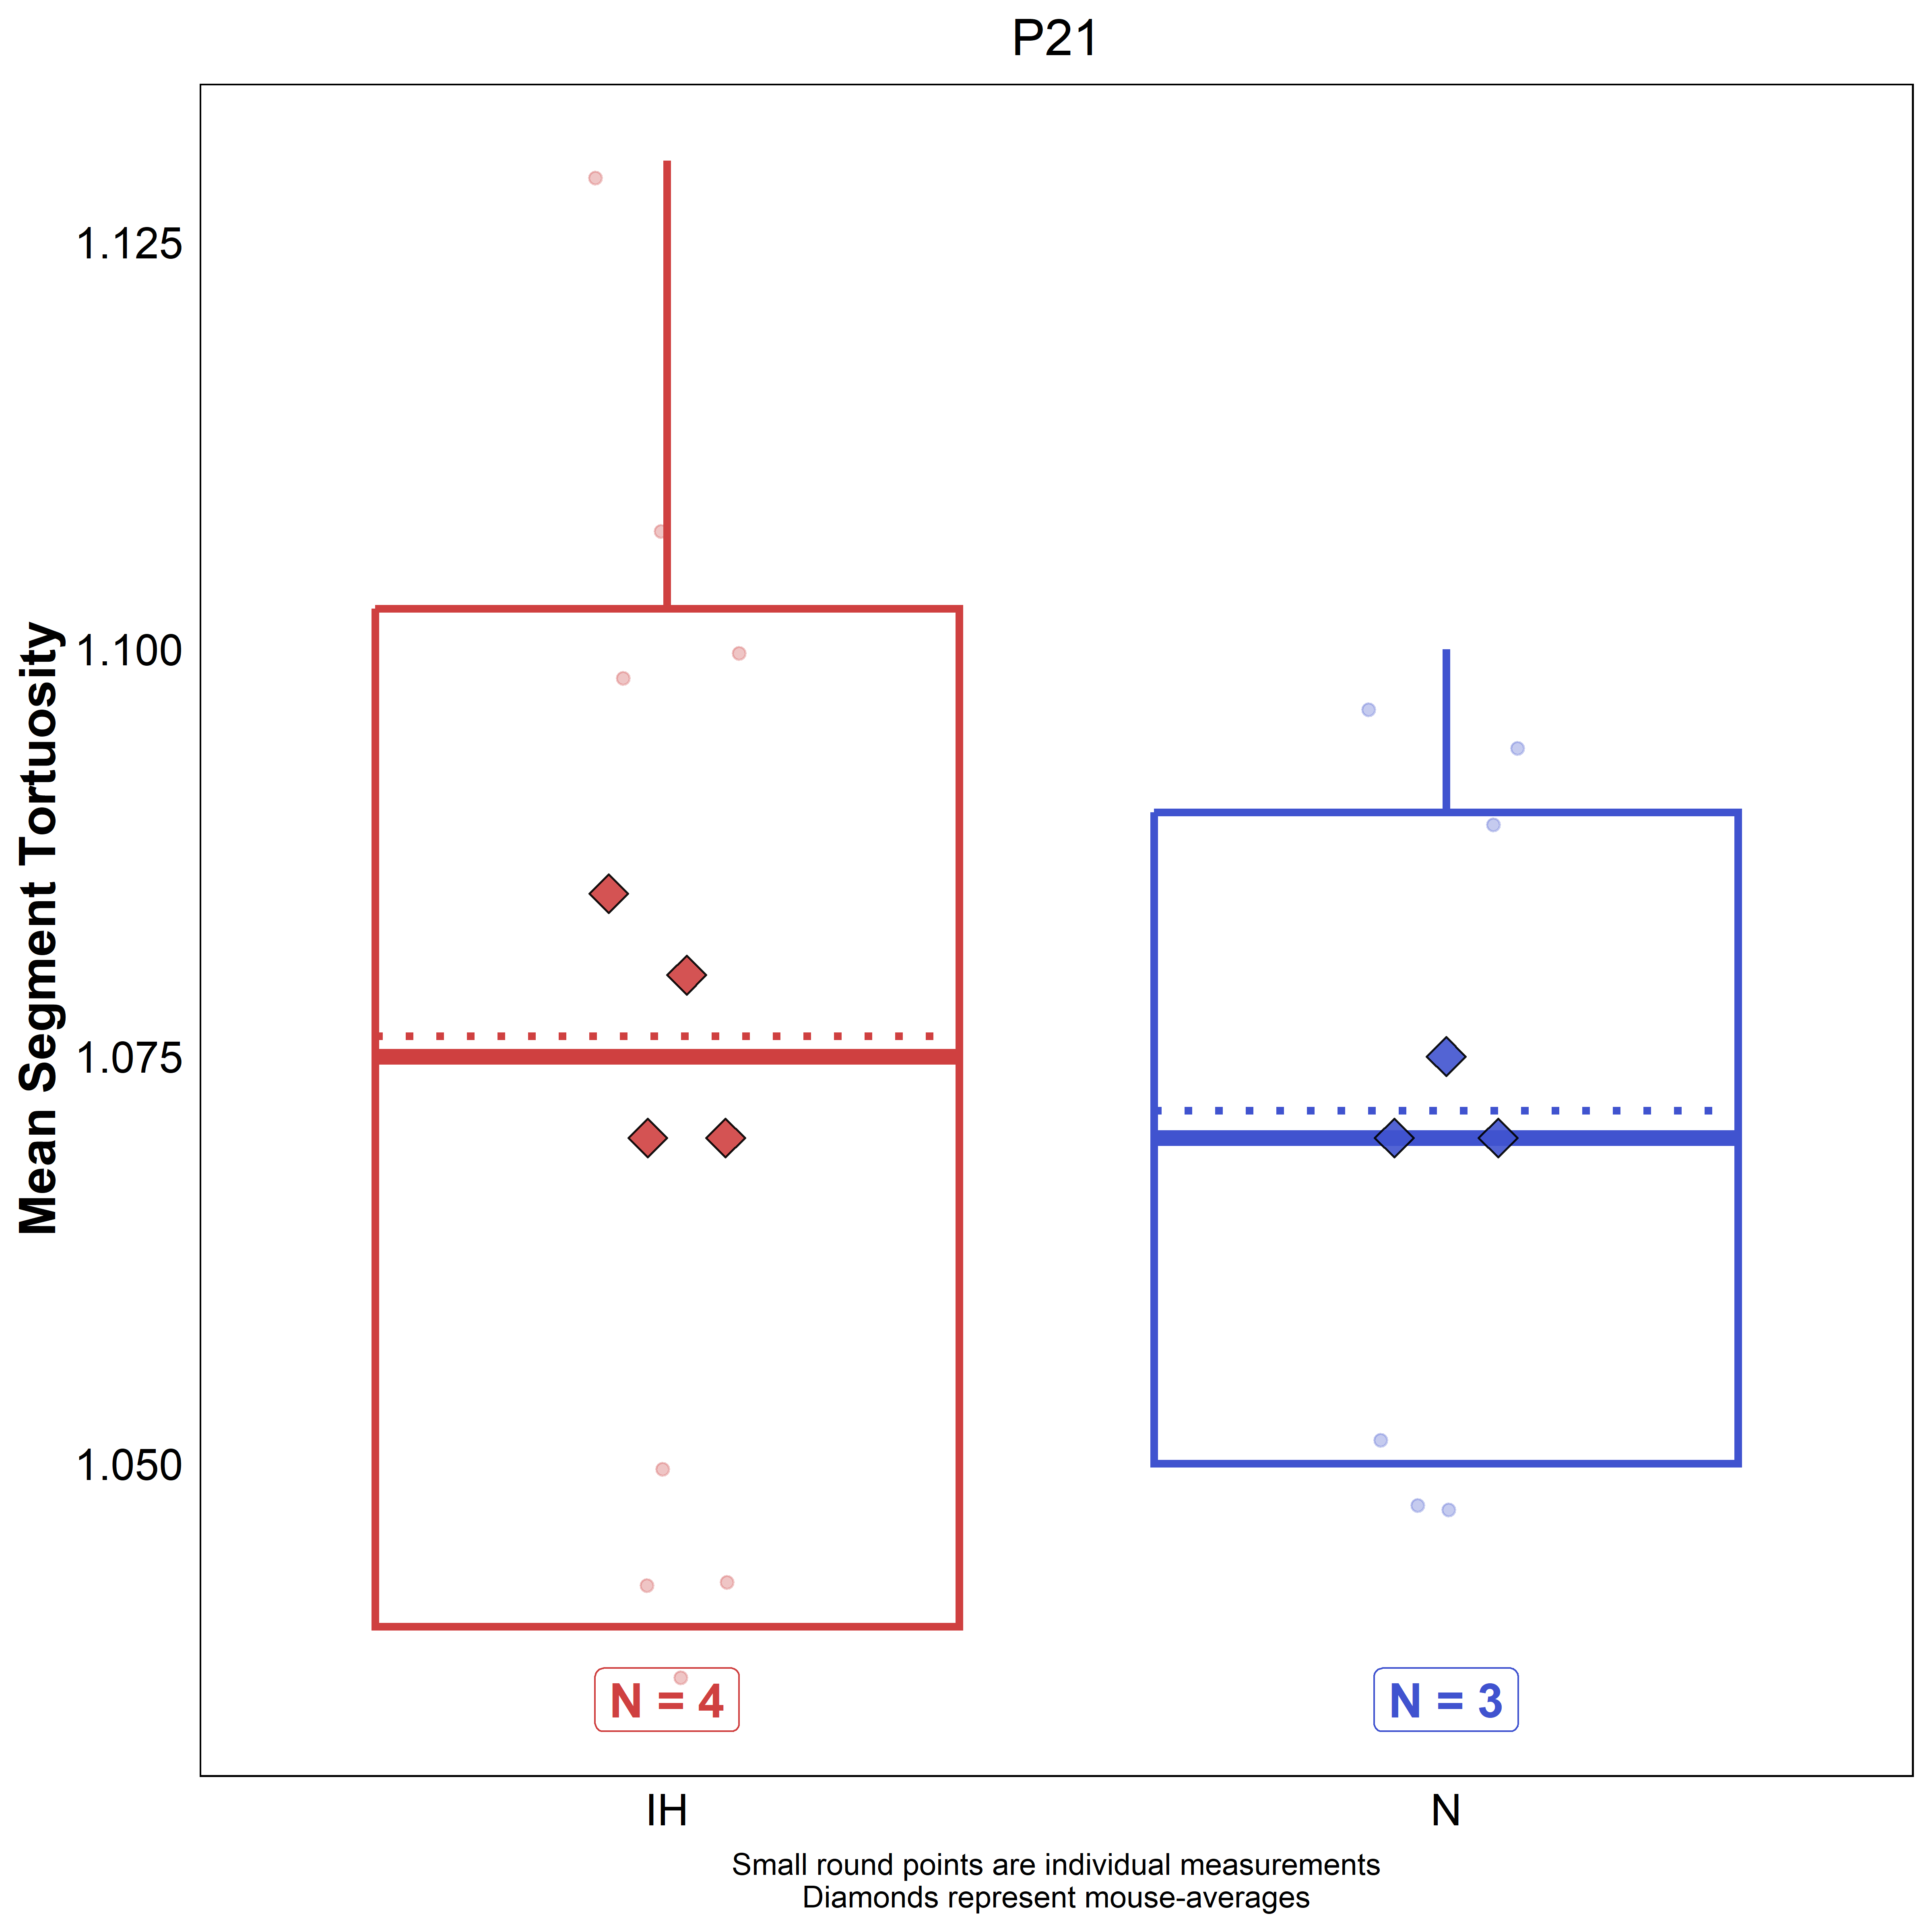 P21
Mean Segment Tortuosity
1.125
1.100
1.075
1.050
N = 4
N = 3
IH
N
Small round points are individual measurements
Diamonds represent mouse-averages